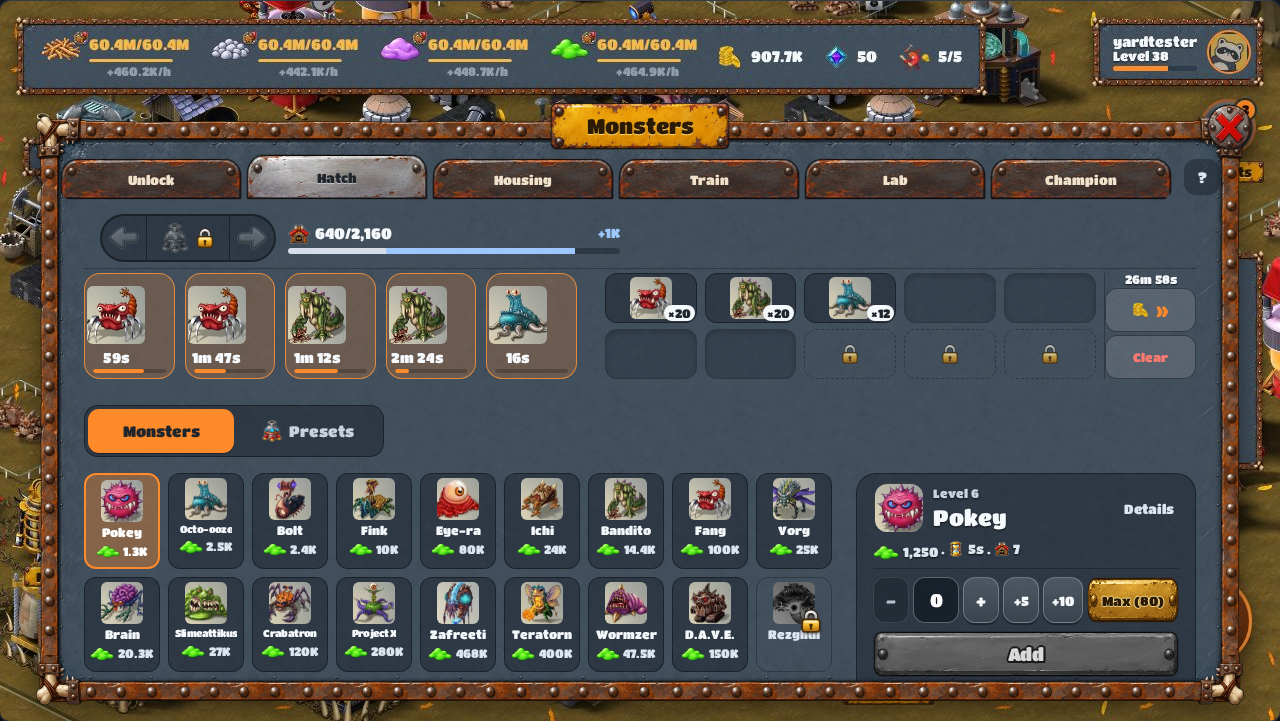 60.4M/60.4M
+460.2K/h
60.4M/60.4M
+442.1K/h
60.4M/60.4M
+448.7K/h
60.4M/60.4M
+464.9K/h
907.7K
50
5/5
yardtester
Level 38
Monsters
Unlock
Hatch
Housing
Train
Lab
Champion
?
640/2,160
+1K
59s
1m 47s
1m 12s
2m 24s
16s
×20
×20
×12
26m 58s
Clear
Monsters
Presets
Pokey
1.3K
Octo-ooze
2.5K
Bolt
2.4K
Fink
10K
Eye-ra
80K
Ichi
24K
Bandito
14.4K
Fang
100K
Vorg
25K
Brain
20.3K
Slimeattikus
27K
Crabatron
120K
Project X
280K
Zafreeti
468K
Teratorn
400K
Wormzer
47.5K
D.A.V.E.
150K
Rezghul
Level 6
Pokey
Details
1,250 · 5s · 7
-
0
+
+5
+10
Max (80)
Add